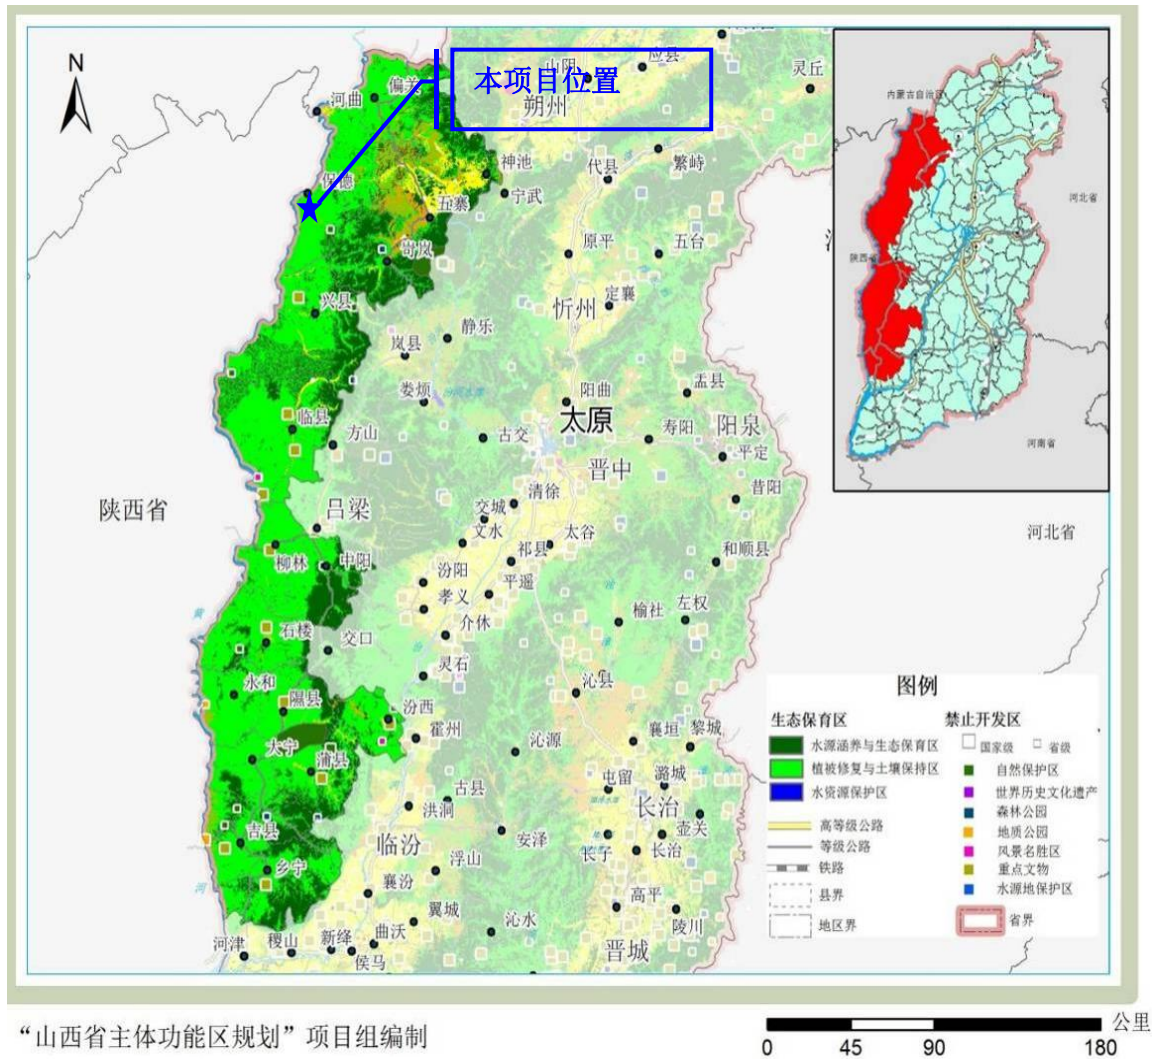 N
本项目位置
山阴
应县
灵丘
偏关
河曲
朔州
神池
代县
繁峙
保德
宁武
五寨
岢岚
原平
五台
忻州
定襄
兴县
静乐
岚县
娄烦
阳曲
盂县
太原
临县
方山
古交
寿阳
阳泉
平定
晋中
昔阳
陕西省
吕梁
清徐
交城
文水
太谷
祁县
和顺县
河北省
柳林
中阳
汾阳
平遥
孝义
介休
榆社
左权
黄
石楼
交口
灵石
永和
隰县
沁县
汾西
霍州
大宁
沁源
襄垣
黎城
蒲县
屯留
潞城
古县
洪洞
长治
壶关
吉县
临汾
安泽
长子
长治
浮山
乡宁
河
襄汾
高平
翼城
沁水
陵川
河津
稷山
新绛
曲沃
侯马
晋城
内蒙古自治区
河北省
陕西省
河南省
图例
生态保育区
水源涵养与生态保育区
植被修复与土壤保持区
水资源保护区
高等级公路
等级公路
铁路
县界
地区界
禁止开发区
国家级
省级
自然保护区
世界历史文化遗产
森林公园
地质公园
风景名胜区
重点文物
水源地保护区
省界
“山西省主体功能区规划”项目组编制
公里
0 45 90 180